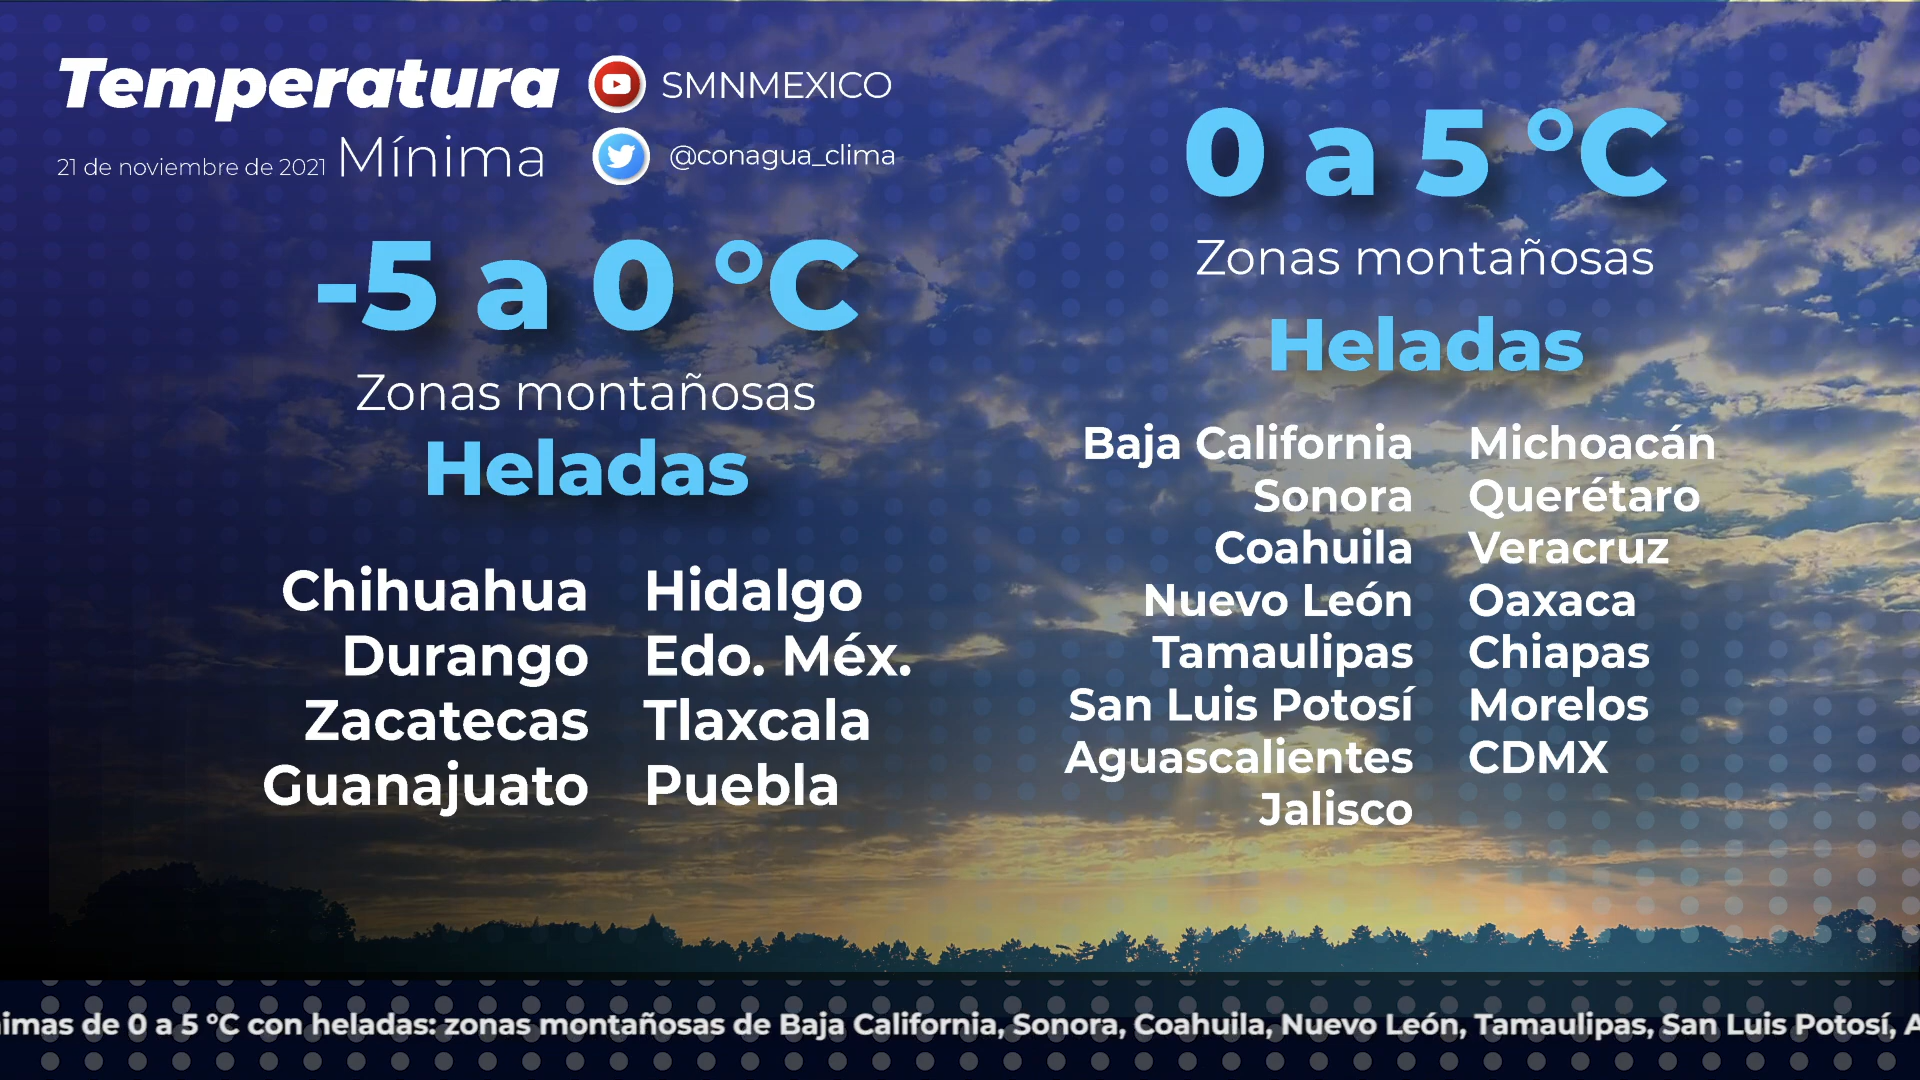 Temperatura
21 de noviembre de 2021 Mínima
SMNMEXICO
@conagua_clima
-5 a 0 °C
Zonas montañosas
Heladas
Chihuahua
Durango
Zacatecas
Guanajuato
Hidalgo
Edo. Méx.
Tlaxcala
Puebla
0 a 5 °C
Zonas montañosas
Heladas
Baja California
Sonora
Coahuila
Nuevo León
Tamaulipas
San Luis Potosí
Aguascalientes
Jalisco
Michoacán
Querétaro
Veracruz
Oaxaca
Chiapas
Morelos
CDMX
imas de 0 a 5 °C con heladas: zonas montañosas de Baja California, Sonora, Coahuila, Nuevo León, Tamaulipas, San Luis Potosí, A